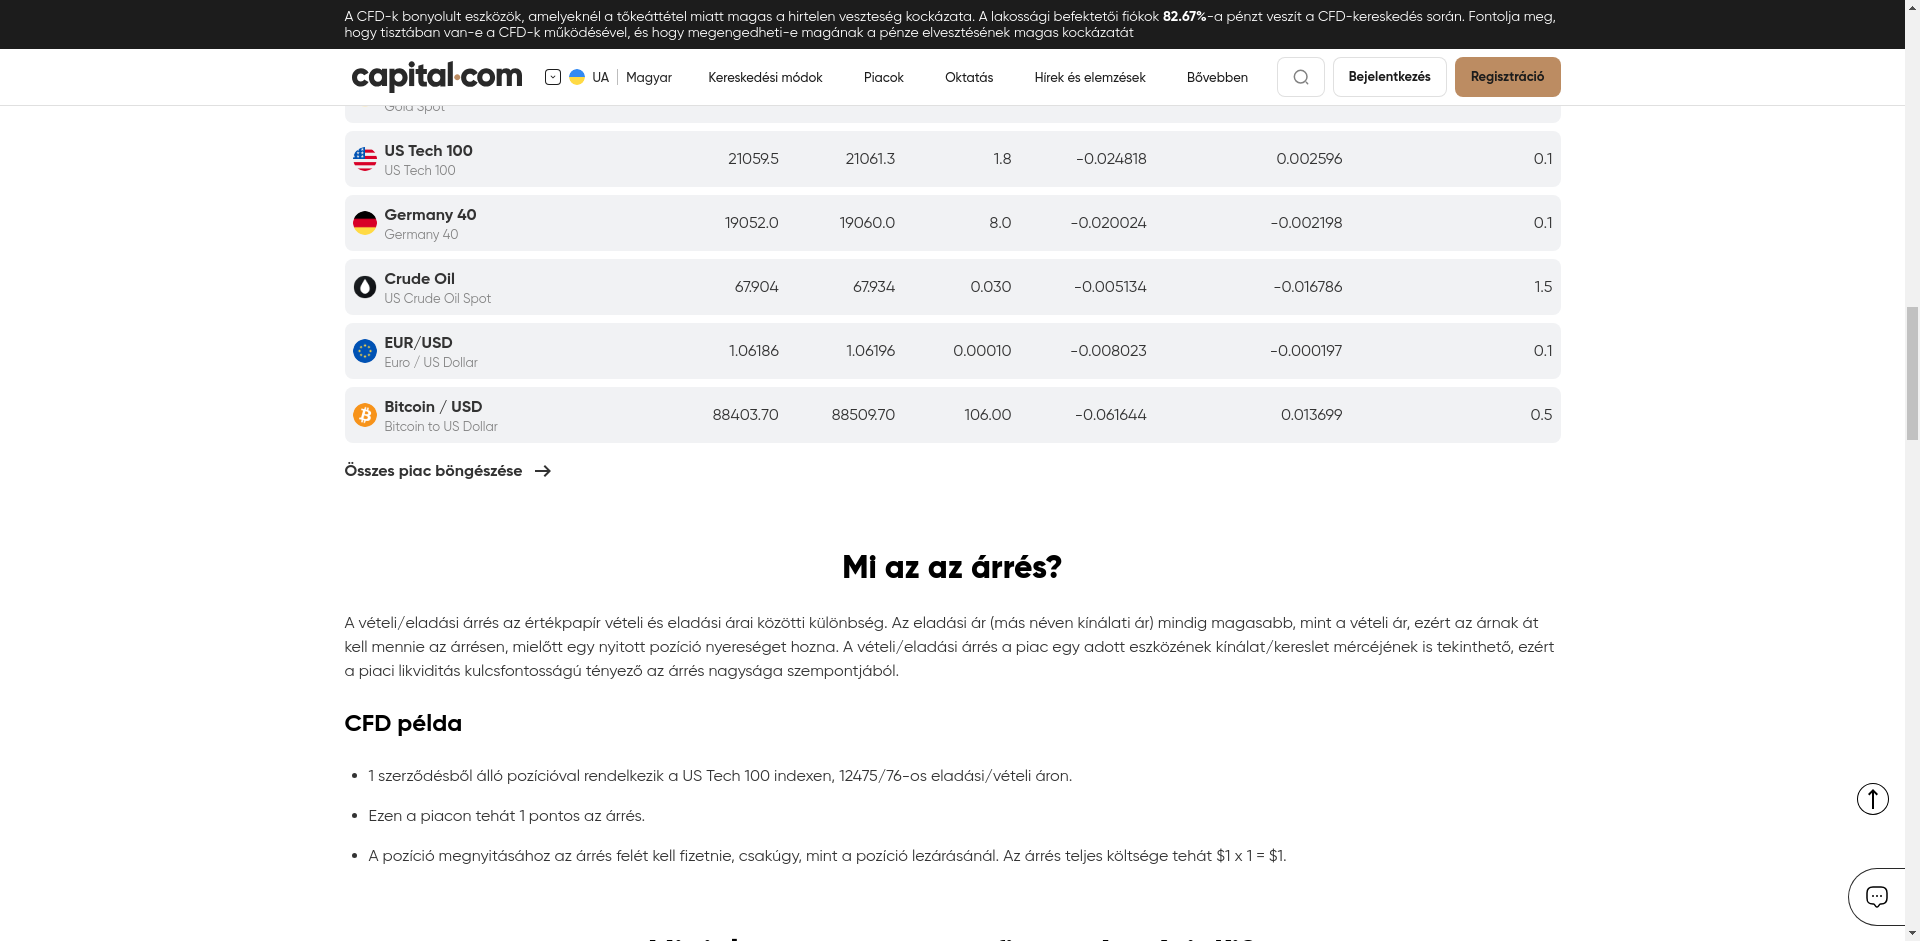 A CFD-k bonyolult eszközök, amelyeknél a tőkeáttétel miatt magas a hirtelen veszteség kockázata. A lakossági befektetői fiókok 82.67%-a pénzt veszít a CFD-kereskedés során. Fontolja meg,
hogy tisztában van-e a CFD-k működésével, és hogy megengedheti-e magának a pénze elvesztésének magas kockázatát
capital.com UA Magyar Kereskedési módok Piacok Oktatás Hírek és elemzések Bővebben Bejelentkezés Regisztráció
Gold Spot
US Tech 100
US Tech 100
21059.5 21061.3 1.8 -0.024818 0.002596 0.1
Germany 40
Germany 40
19052.0 19060.0 8.0 -0.020024 -0.002198 0.1
Crude Oil
US Crude Oil Spot
67.904 67.934 0.030 -0.005134 -0.016786 1.5
EUR/USD
Euro / US Dollar
1.06186 1.06196 0.00010 -0.008023 -0.000197 0.1
Bitcoin / USD
Bitcoin to US Dollar
88403.70 88509.70 106.00 -0.061644 0.013699 0.5
Összes piac böngészése
Mi az az árrés?
A vételi/eladási árrés az értékpapír vételi és eladási árai közötti különbség. Az eladási ár (más néven kínálati ár) mindig magasabb, mint a vételi ár, ezért az árnak át
kell mennie az árrésen, mielőtt egy nyitott pozíció nyereséget hozna. A vételi/eladási árrés a piac egy adott eszközének kínálat/kereslet mércéjének is tekinthető, ezért
a piaci likviditás kulcsfontosságú tényező az árrés nagysága szempontjából.
CFD példa
1 szerződésből álló pozícióval rendelkezik a US Tech 100 indexen, 12475/76-os eladási/vételi áron.
Ezen a piacon tehát 1 pontos az árrés.
A pozíció megnyitásához az árrés felét kell fizetnie, csakúgy, mint a pozíció lezárásánál. Az árrés teljes költsége tehát $1 x 1 = $1.